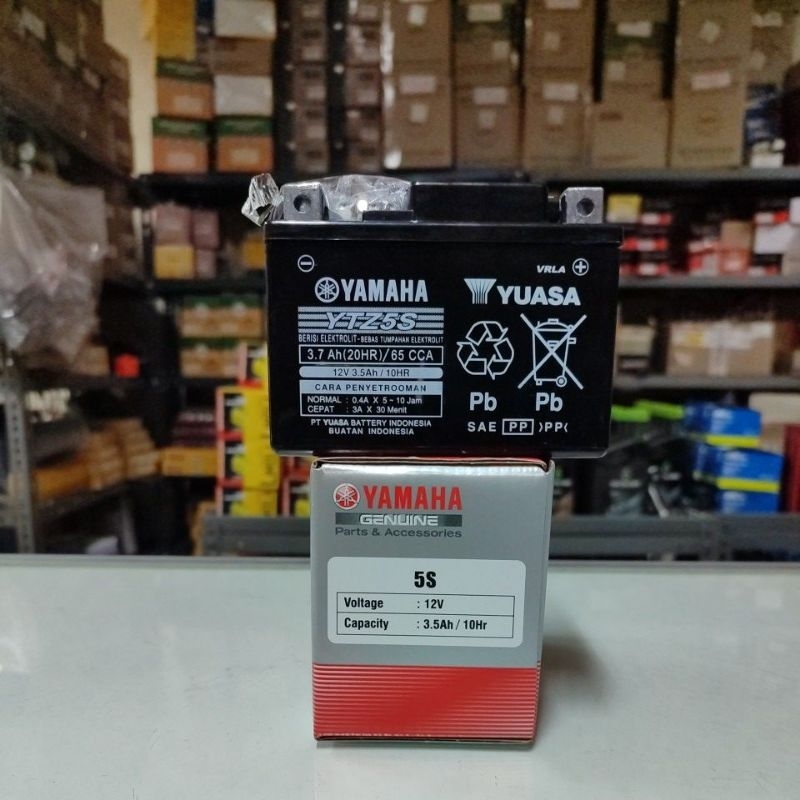 VRLA
YAMAHA
YUASA
YTZ5S
BERISI ELEKTROLIT-BEBAS TUMPAHAN ELEKTROLIT
3.7 Ah(20HR)/65 CCA
12V 3.5Ah/10HR
CARA PENYETROOMAN
NORMAL : 0.4A X 5~10 Jam
CEPAT : 3A X 30 Menit
PT YUASA BATTERY INDONESIA
BUATAN INDONESIA
Pb Pb
SAE PP >PP<
YAMAHA
GENUINE
Parts & Accessories
5S
Voltage : 12V
Capacity : 3.5Ah / 10Hr